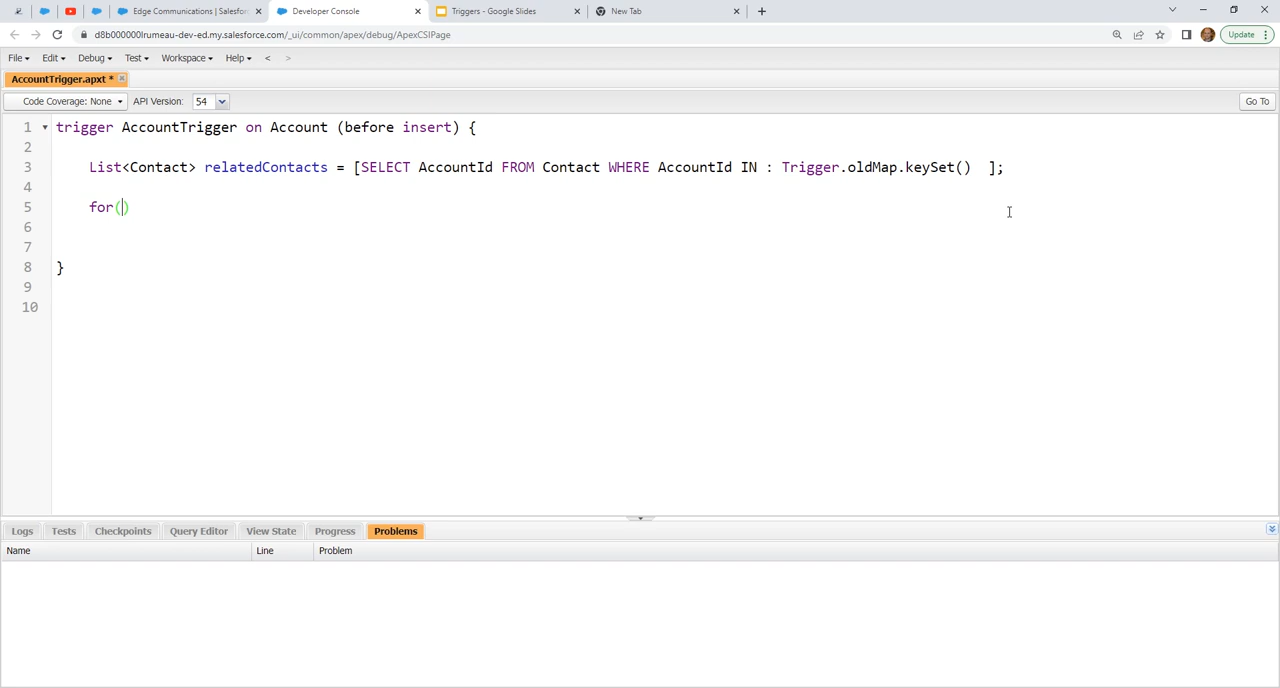 Edge Communications | Salesfor
Developer Console
Triggers - Google Slides
New Tab
d8b000000lrumeau-dev-ed.my.salesforce.com/_ui/common/apex/debug/ApexCSIPage
Update
File Edit Debug Test Workspace Help < >
AccountTrigger.apxt *
Code Coverage: None API Version: 54 Go To
1 trigger AccountTrigger on Account (before insert) {
2
3 List<Contact> relatedContacts = [SELECT AccountId FROM Contact WHERE AccountId IN : Trigger.oldMap.keySet()  ];
4
5 for()
6
7
8 }
9
10
Logs Tests Checkpoints Query Editor View State Progress Problems
Name Line Problem